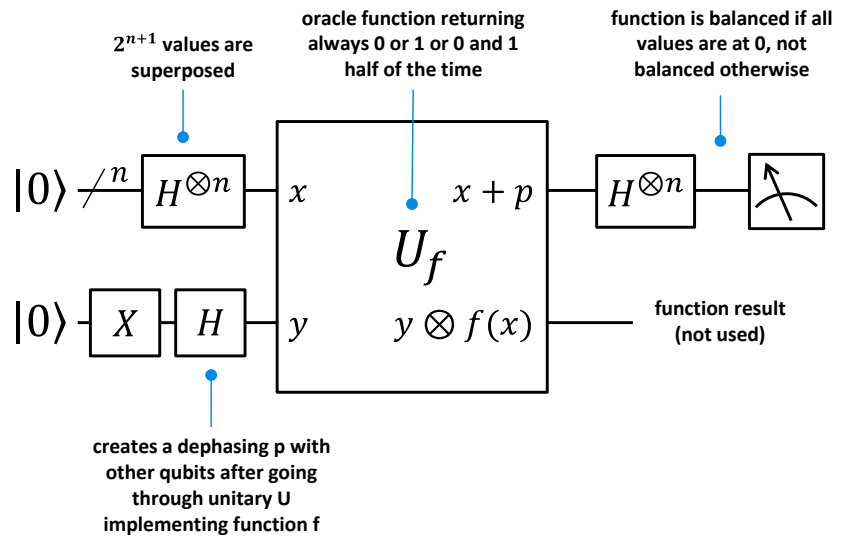 2ⁿ⁺¹ values are
superposed
oracle function returning
always 0 or 1 or 0 and 1
half of the time
function is balanced if all
values are at 0, not
balanced otherwise
|0⟩ n H⊗n x x + p H⊗n
U_f
|0⟩ X H y y ⊗ f(x)
function result
(not used)
creates a dephasing p with
other qubits after going
through unitary U
implementing function f